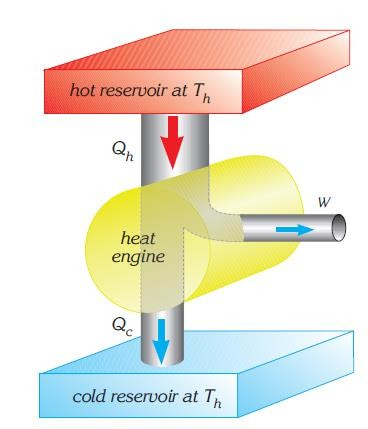 hot reservoir at Th
Qh
W
heat
engine
Qc
cold reservoir at Th